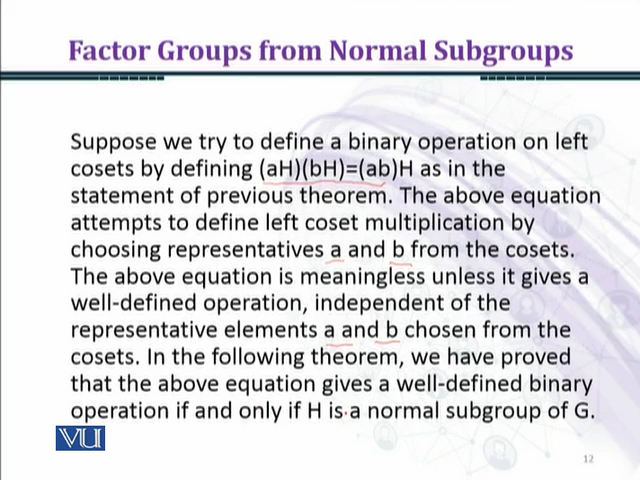 Factor Groups from Normal Subgroups
Suppose we try to define a binary operation on left
cosets by defining (aH)(bH)=(ab)H as in the
statement of previous theorem. The above equation
attempts to define left coset multiplication by
choosing representatives a and b from the cosets.
The above equation is meaningless unless it gives a
well-defined operation, independent of the
representative elements a and b chosen from the
cosets. In the following theorem, we have proved
that the above equation gives a well-defined binary
operation if and only if H is a normal subgroup of G.
VU
12